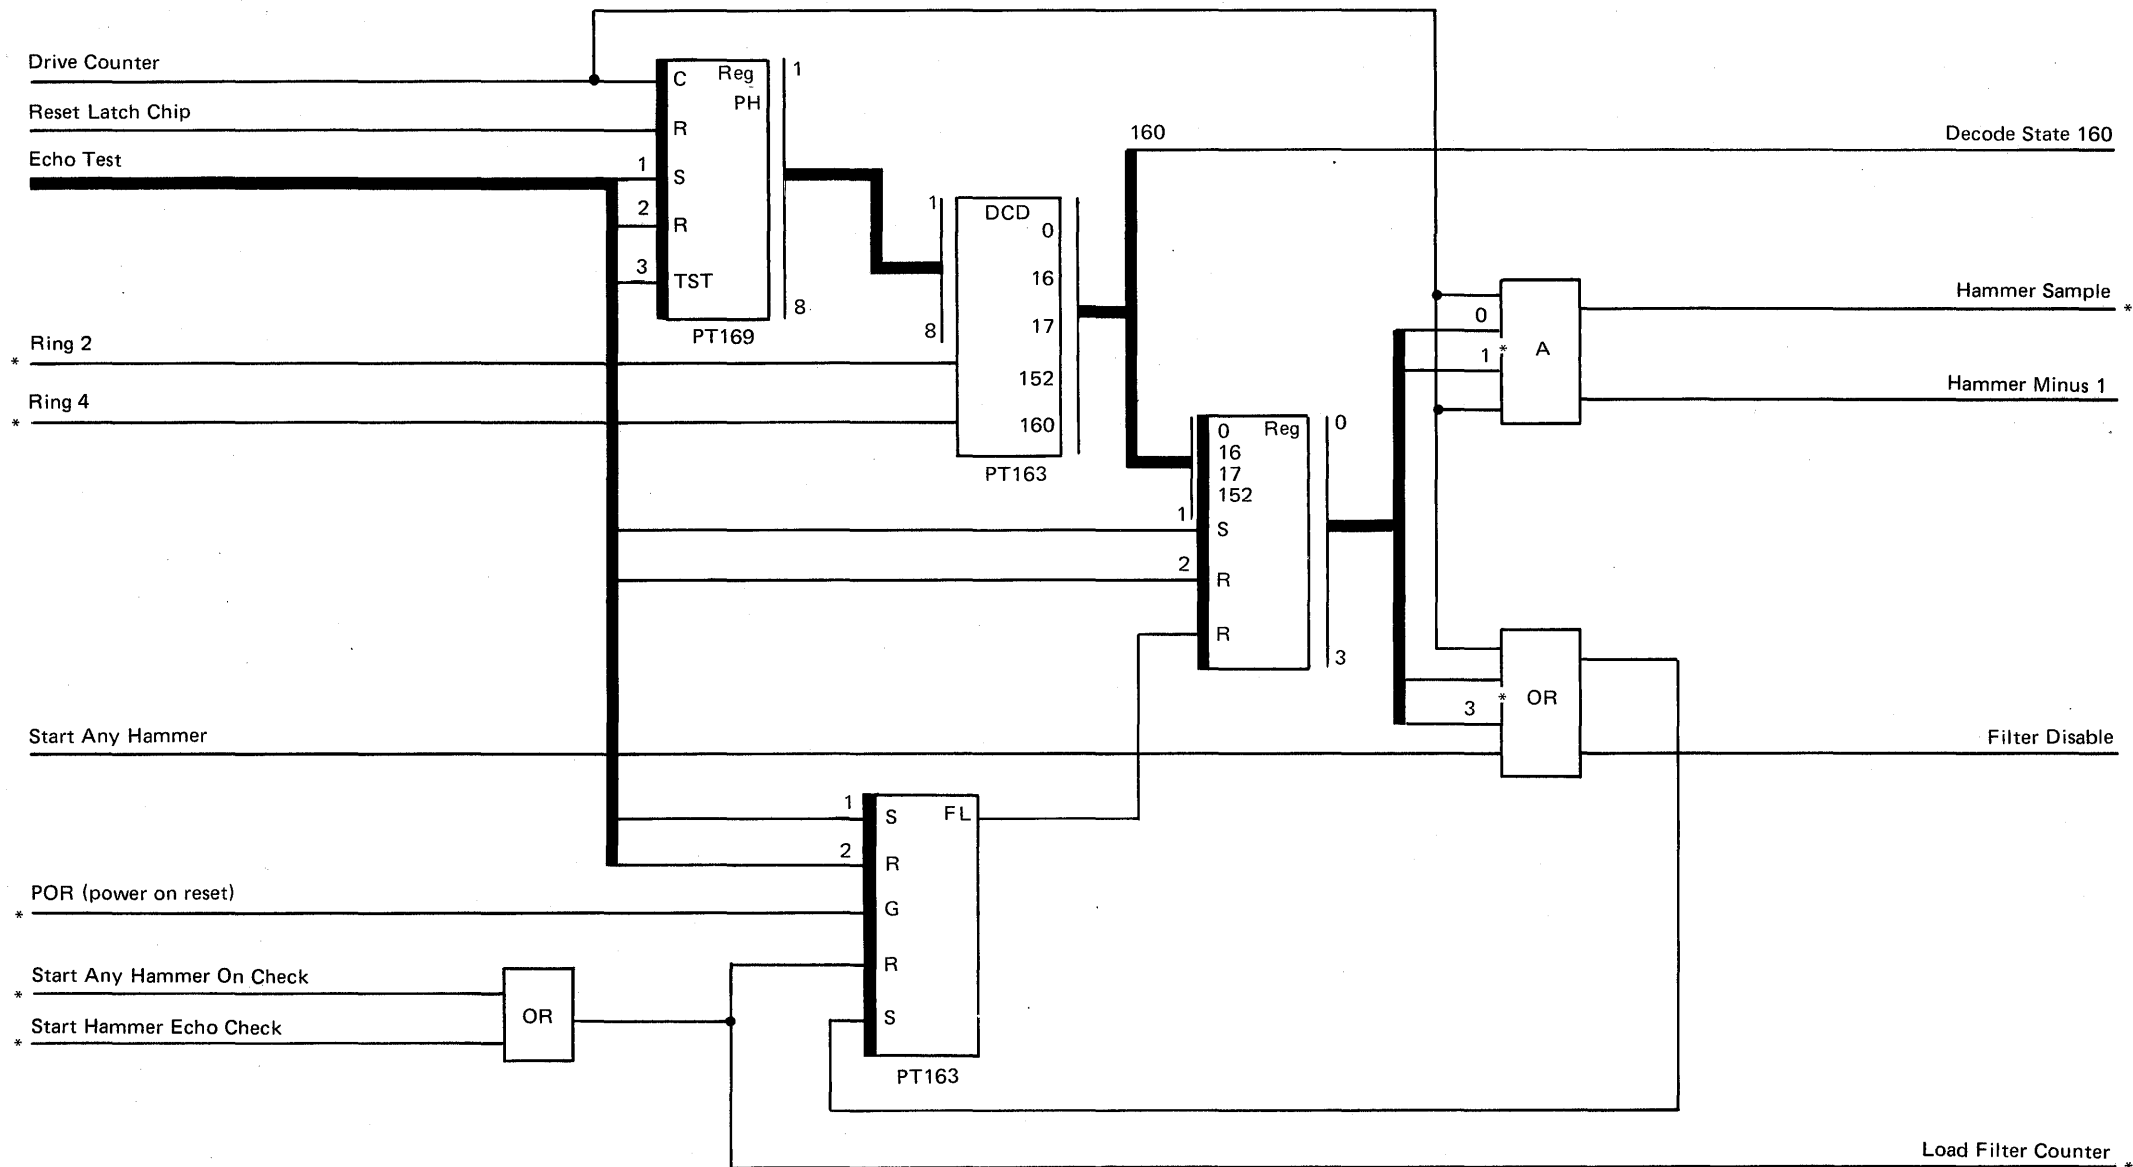 Drive Counter
Reset Latch Chip
Echo Test
C Reg
PH
R
1 S
2 R
3 TST
PT169
1
8
* Ring 2
* Ring 4
1
8
DCD
0
16
17
152
160
PT163
160
Decode State 160
0 Reg
16
17
152
1 S
2 R
R
0
3
0
1 * A
Hammer Sample *
Hammer Minus 1
* OR
3
Start Any Hammer
Filter Disable
1 S FL
2 R
G
R
S
PT163
POR (power on reset)
*
Start Any Hammer On Check
*
Start Hammer Echo Check
*
OR
Load Filter Counter *